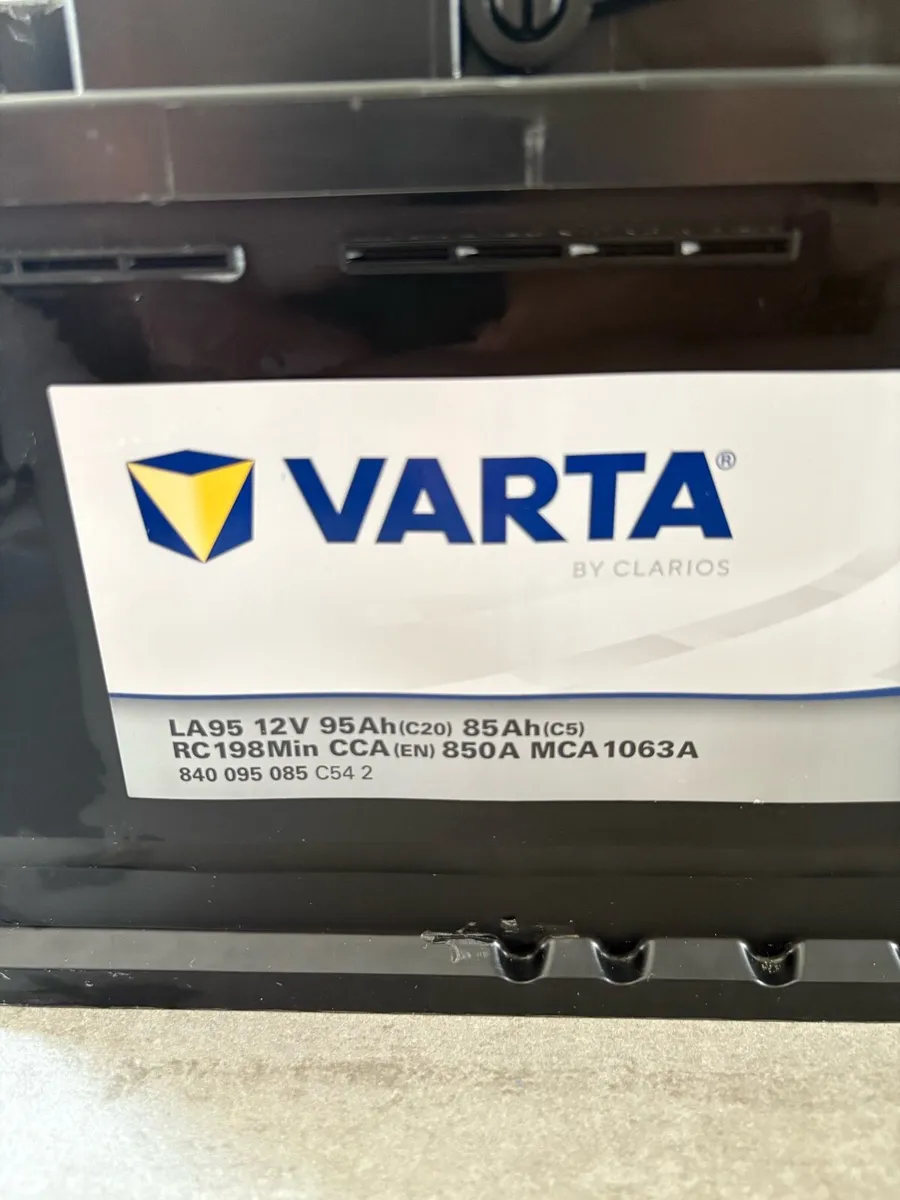 VARTA®
BY CLARIOS
LA95 12V 95Ah(C20) 85Ah(C5)
RC198Min CCA(EN) 850A MCA1063A
840 095 085 C54 2